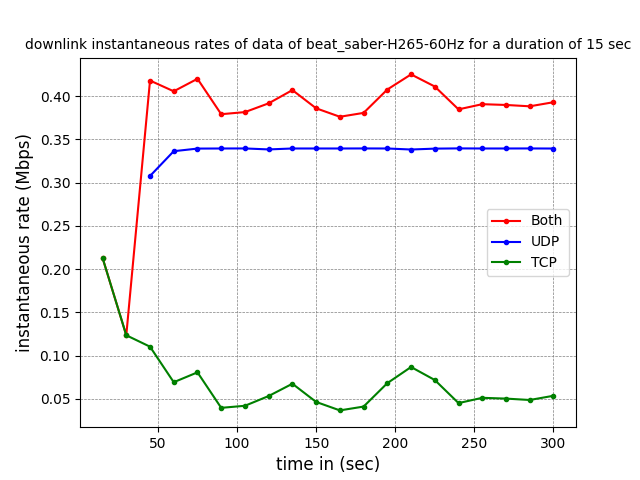 downlink instantaneous rates of data of beat_saber-H265-60Hz for a duration of 15 sec
instantaneous rate (Mbps)
0.40
0.35
0.30
0.25
0.20
0.15
0.10
0.05
Both
UDP
TCP
50 100 150 200 250 300
time in (sec)